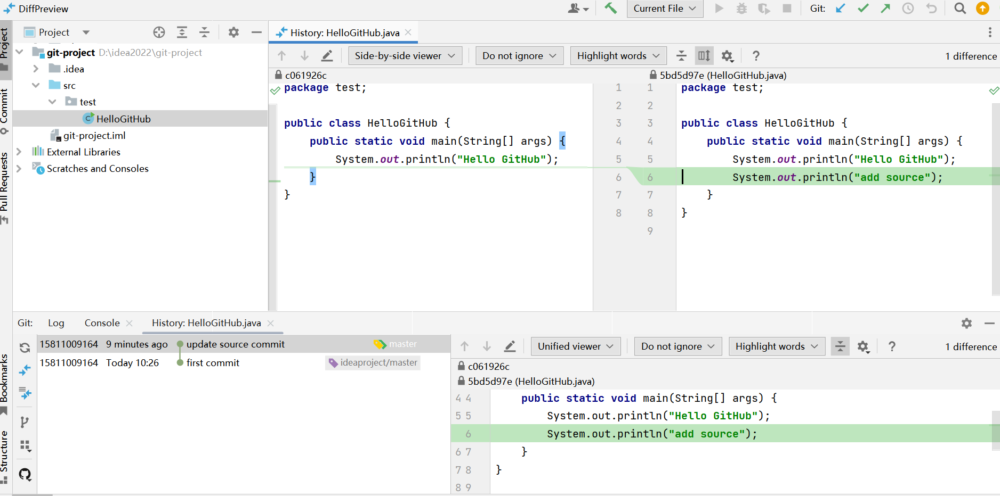 DiffPreview
Current File
Git:
Project
Commit
Pull Requests
Bookmarks
Structure
Project
git-project D:\idea2022\git-project
.idea
src
test
HelloGitHub
git-project.iml
External Libraries
Scratches and Consoles
History: HelloGitHub.java
Side-by-side viewer
Do not ignore
Highlight words
?
1 difference
c061926c
package test;
public class HelloGitHub {
public static void main(String[] args) {
System.out.println("Hello GitHub");
}
}
1 1
2 2
3 3
4 4
5 5
6 6
7 7
8 8
9
5bd5d97e (HelloGitHub.java)
package test;
public class HelloGitHub {
public static void main(String[] args) {
System.out.println("Hello GitHub");
System.out.println("add source");
}
}
Git: Log Console History: HelloGitHub.java
15811009164 9 minutes ago update source commit master
15811009164 Today 10:26 first commit ideaproject/master
Unified viewer
Do not ignore
Highlight words
?
1 difference
c061926c
5bd5d97e (HelloGitHub.java)
4 4 public static void main(String[] args) {
5 5 System.out.println("Hello GitHub");
6 System.out.println("add source");
6 7 }
7 8 }
8 9